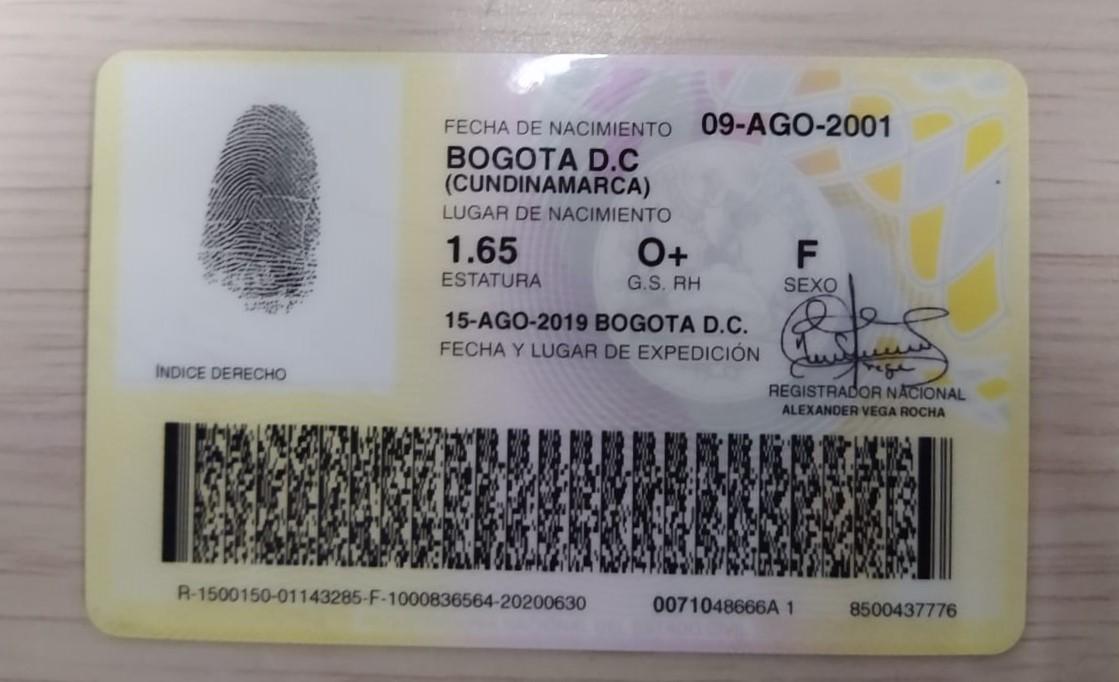 FECHA DE NACIMIENTO 09-AGO-2001
BOGOTA D.C
(CUNDINAMARCA)
LUGAR DE NACIMIENTO
1.65 O+ F
ESTATURA G.S. RH SEXO
15-AGO-2019 BOGOTA D.C.
FECHA Y LUGAR DE EXPEDICIÓN
ÍNDICE DERECHO
REGISTRADOR NACIONAL
ALEXANDER VEGA ROCHA
R-1500150-01143285-F-1000836564-20200630 0071048666A 1 8500437776